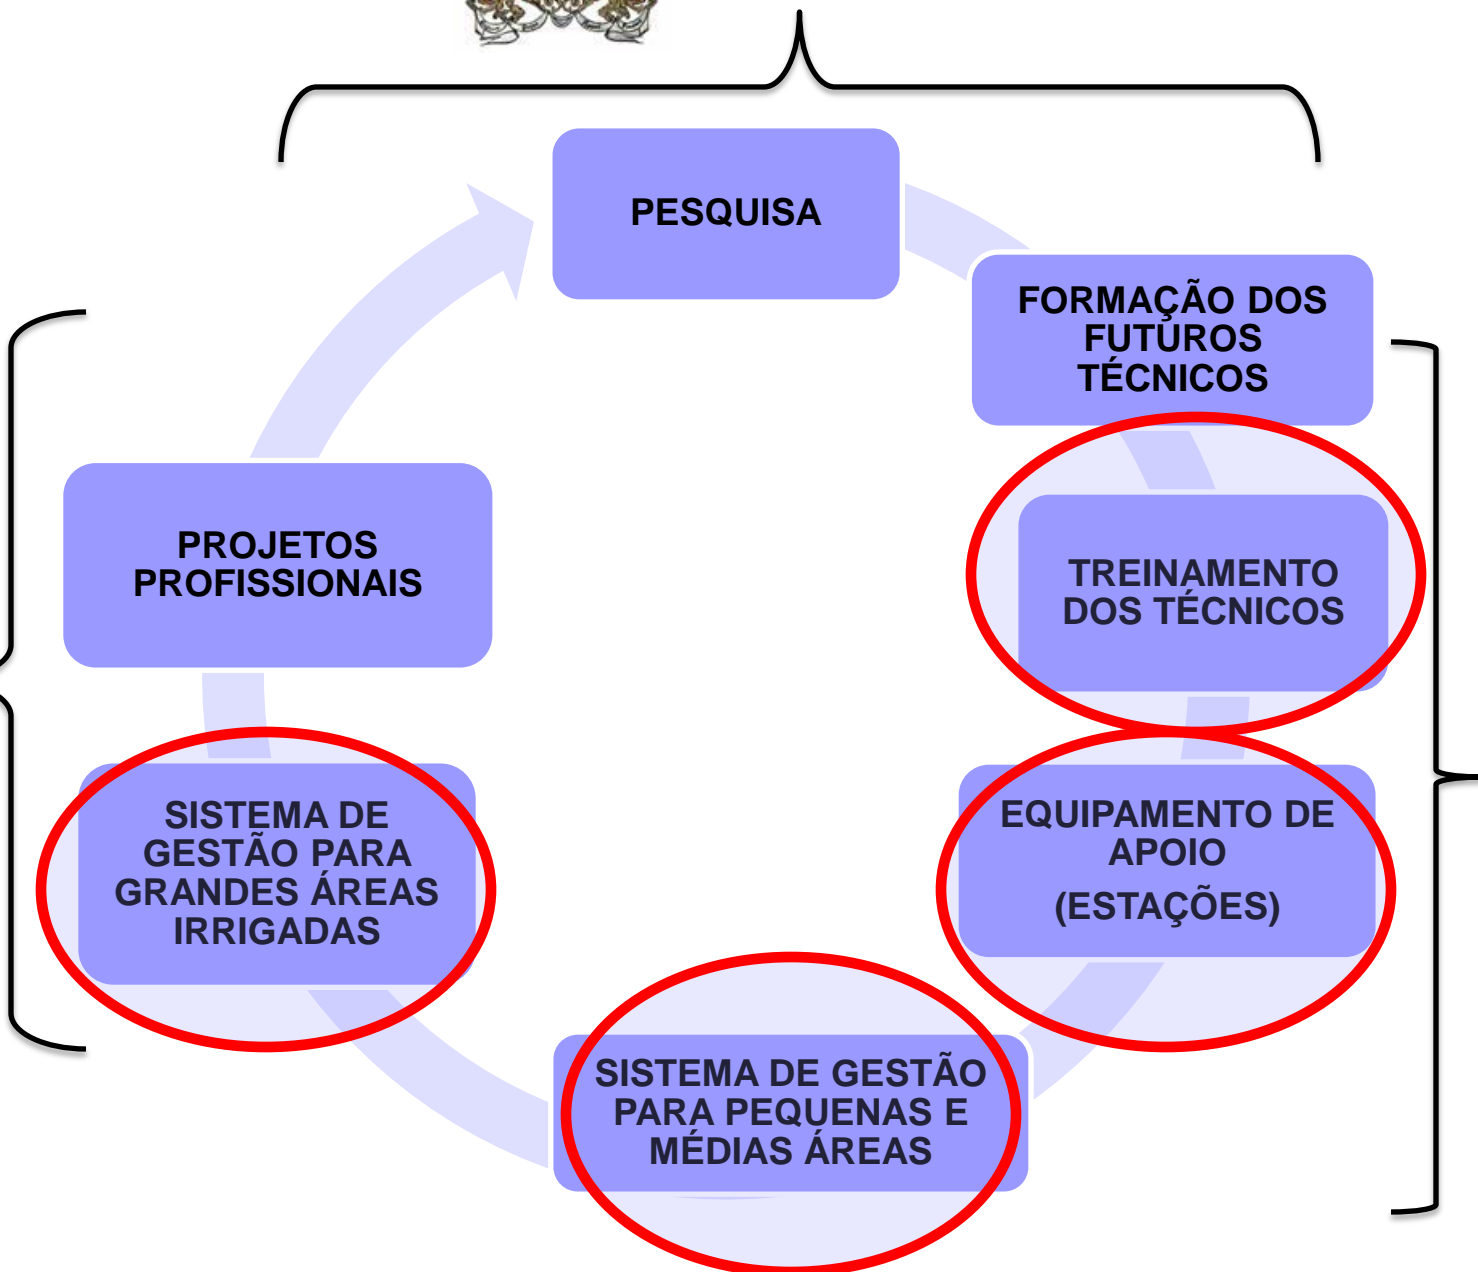 PESQUISA
FORMAÇÃO DOS
FUTUROS
TÉCNICOS
TREINAMENTO
DOS TÉCNICOS
EQUIPAMENTO DE
APOIO
(ESTAÇÕES)
SISTEMA DE GESTÃO
PARA PEQUENAS E
MÉDIAS ÁREAS
SISTEMA DE
GESTÃO PARA
GRANDES ÁREAS
IRRIGADAS
PROJETOS
PROFISSIONAIS